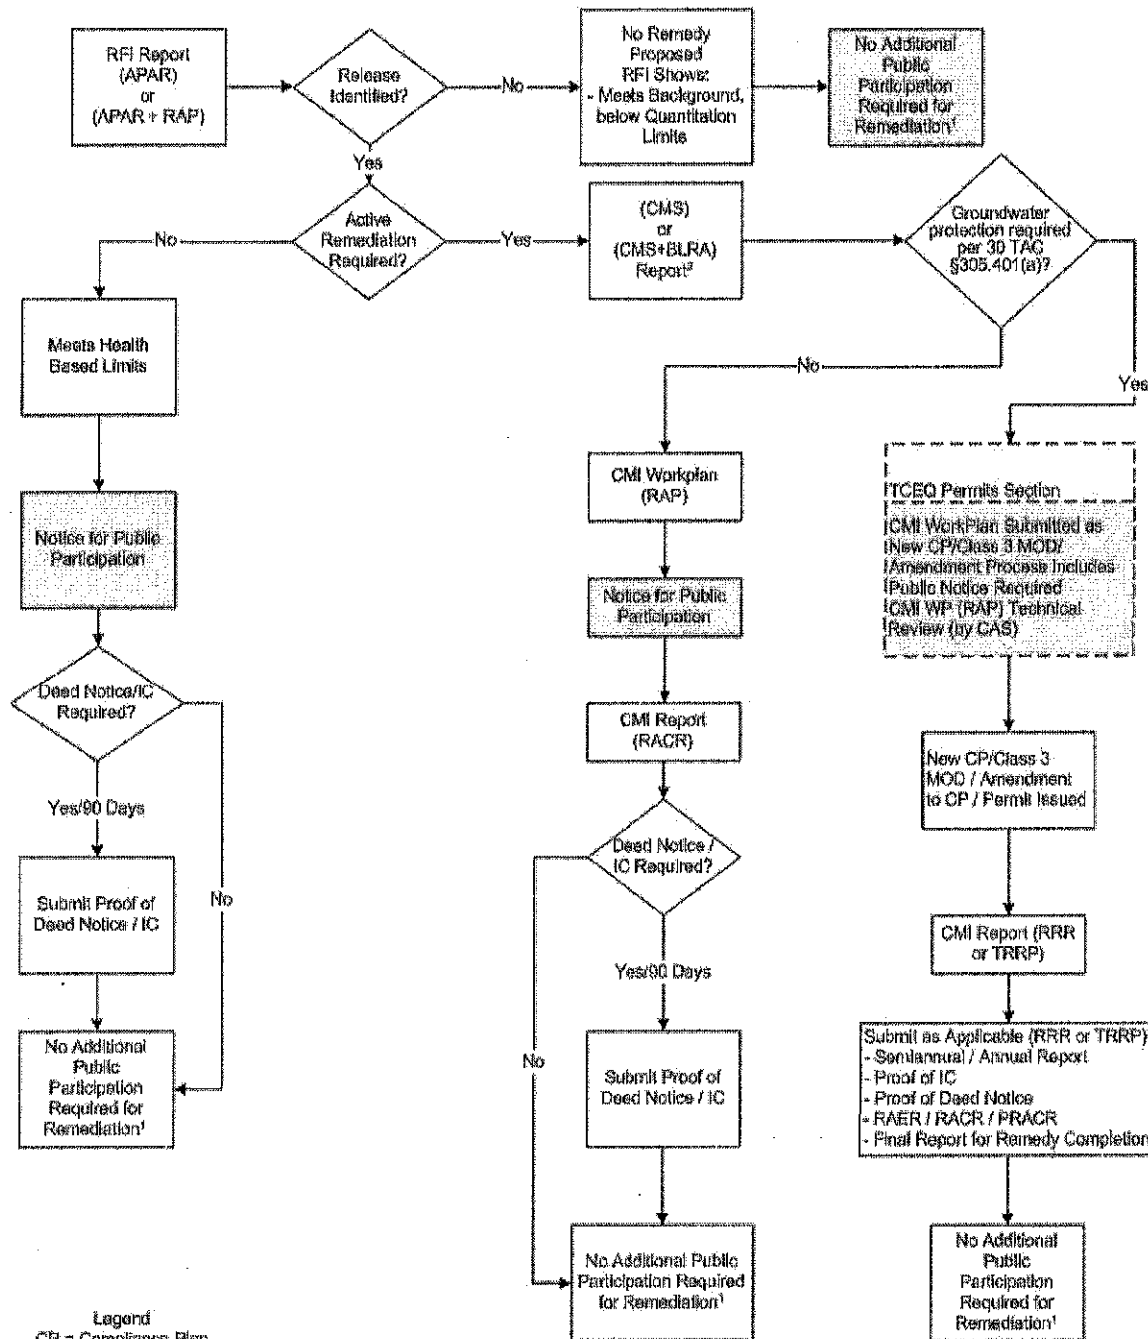 RFI Report
(APAR)
or
(APAR + RAP)
Release
Identified?
No
No Remedy
Proposed
RFI Shows:
- Meets Background,
below Quantitation
Limits
No Additional
Public
Participation
Required for
Remediation¹
Yes
Active
Remediation
Required?
No
Yes
(CMS)
or
(CMS+BLRA)
Report²
Groundwater
protection required
per 30 TAC
§305.401(a)?
No
Yes
Meets Health
Based Limits
Notice for Public
Participation
Deed Notice/IC
Required?
Yes/90 Days
No
Submit Proof of
Deed Notice / IC
No Additional
Public
Participation
Required for
Remediation¹
CMI Workplan
(RAP)
Notice for Public
Participation
CMI Report
(RACR)
Deed Notice /
IC Required?
Yes/90 Days
No
Submit Proof of
Deed Notice / IC
No Additional Public
Participation Required
for Remediation¹
TCEQ Permits Section
CMI WorkPlan Submitted as
New CP/Class 3 MOD/
Amendment Process Includes
Public Notice Required
CMI WP (RAP) Technical
Review (by CAS)
New CP/Class 3
MOD / Amendment
to CP / Permit Issued
CMI Report (RRR
or TRRP)
Submit as Applicable (RRR or TRRP)
- Semiannual / Annual Report
- Proof of IC
- Proof of Deed Notice
- RAER / RACR / PRACR
- Final Report for Remedy Completion
No Additional
Public
Participation
Required for
Remediation¹
Legend
CP = Compliance Plan